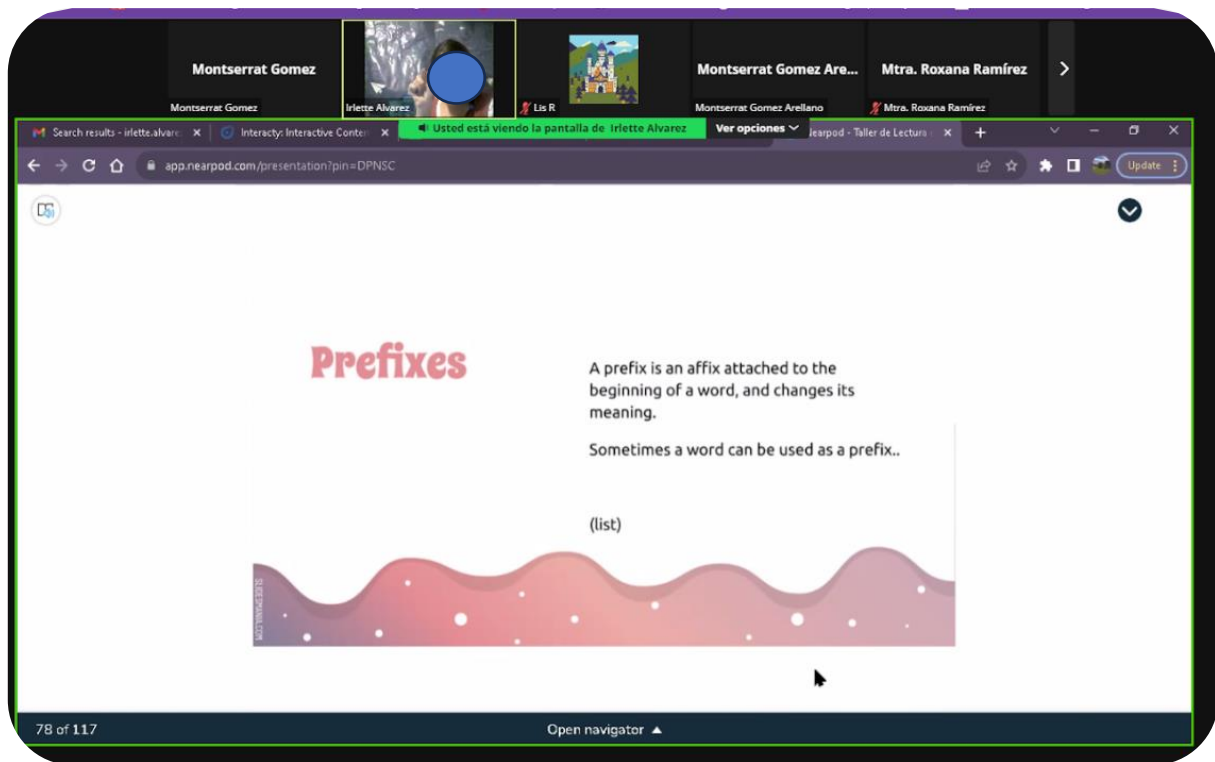 Montserrat Gomez
Montserrat Gomez Are...
Mtra. Roxana Ramírez
Montserrat Gomez
Irlette Alvarez
Lis R
Montserrat Gomez Arellano
Mtra. Roxana Ramírez
Search results - irlette.alvare
Interacty: Interactive Conten
Usted está viendo la pantalla de Irlette Alvarez
Ver opciones
earpod - Taller de Lectura
app.nearpod.com/presentation?pin=DPNSC
Update
Prefixes
A prefix is an affix attached to the
beginning of a word, and changes its
meaning.
Sometimes a word can be used as a prefix..
(list)
SLIDESMANIA.COM
78 of 117
Open navigator